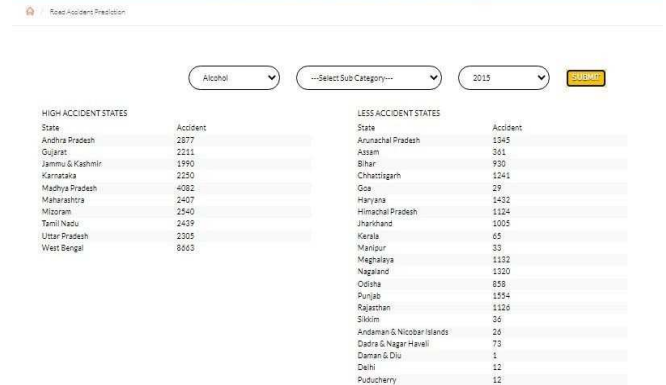 / Road Accident Prediction
Alcohol
---Select Sub Category---
2015
SUBMIT
HIGH ACCIDENT STATES
State Accident
Andhra Pradesh 2877
Gujarat 2211
Jammu & Kashmir 1990
Karnataka 2250
Madhya Pradesh 4082
Maharashtra 2407
Mizoram 2540
Tamil Nadu 2439
Uttar Pradesh 2305
West Bengal 8663
LESS ACCIDENT STATES
State Accident
Arunachal Pradesh 1345
Assam 361
Bihar 930
Chhattisgarh 1241
Goa 29
Haryana 1432
Himachal Pradesh 1124
Jharkhand 1005
Kerala 65
Manipur 33
Meghalaya 1132
Nagaland 1320
Odisha 858
Punjab 1554
Rajasthan 1126
Sikkim 36
Andaman & Nicobar Islands 26
Dadra & Nagar Haveli 73
Daman & Diu 1
Delhi 12
Puducherry 12